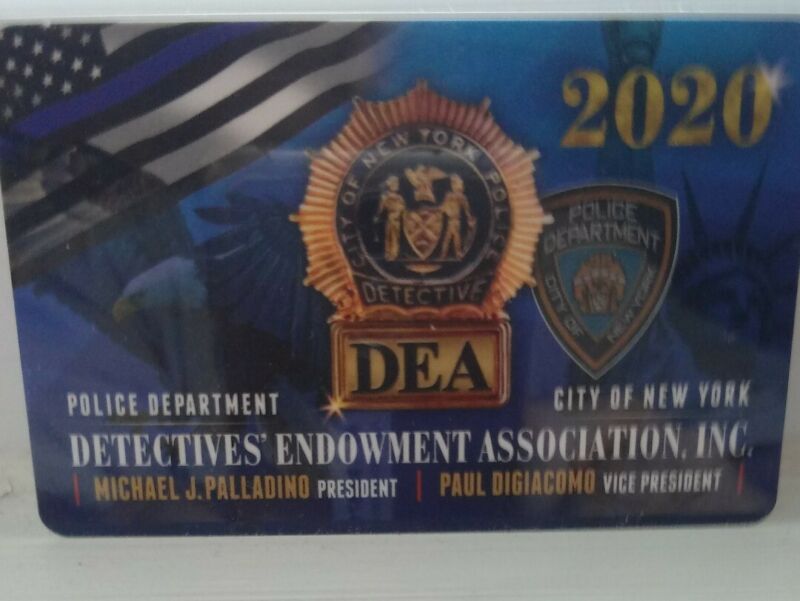 2020
CITY OF NEW YORK POLICE
DETECTIVE
DEA
POLICE
DEPARTMENT
CITY OF
NEW YORK
POLICE DEPARTMENT
CITY OF NEW YORK
DETECTIVES' ENDOWMENT ASSOCIATION, INC.
MICHAEL J. PALLADINO PRESIDENT | PAUL DIGIACOMO VICE PRESIDENT